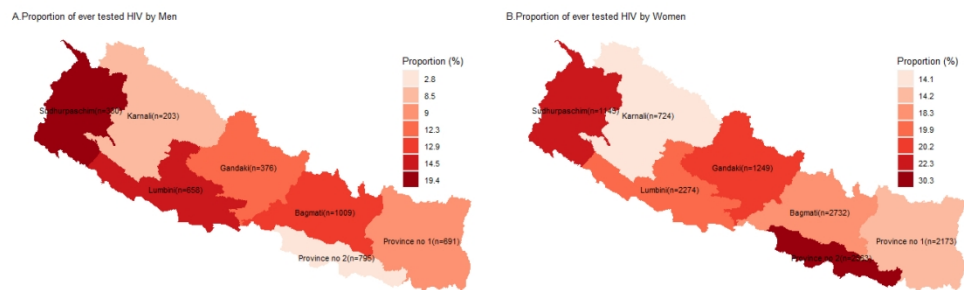 A.Proportion of ever tested HIV by Men
Proportion (%)
2.8
8.5
9
12.3
12.9
14.5
19.4
Karnali(n=203)
Gandaki(n=376)
Lumbini(n=658)
Bagmati(n=1009)
Province no 1(n=691)
Province no 2(n=795)
B.Proportion of ever tested HIV by Women
Proportion (%)
14.1
14.2
18.3
19.9
20.2
22.3
30.3
Karnali(n=724)
Gandaki(n=1249)
Lumbini(n=2274)
Bagmati(n=2732)
Province no 1(n=2173)